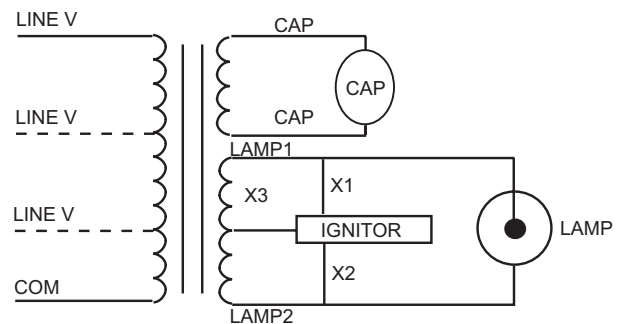 LINE V
CAP
CAP
LINE V
CAP
LAMP1
X1
X3
LINE V
IGNITOR
LAMP
X2
COM
LAMP2